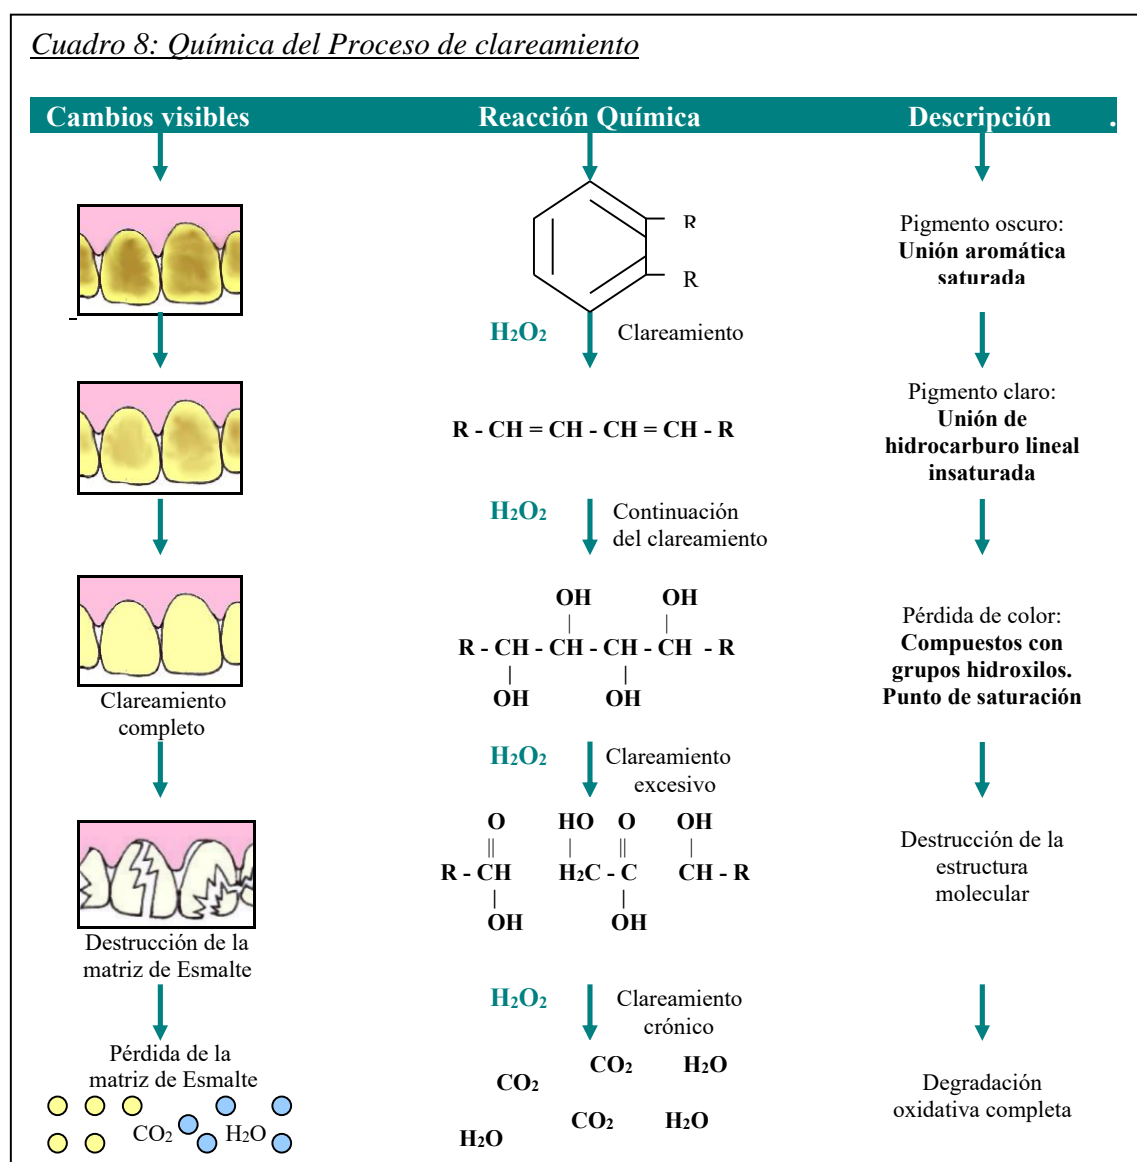 Cuadro 8: Química del Proceso de clareamiento
Cambios visibles Reacción Química Descripción .
R
R
Pigmento oscuro:
Unión aromática
saturada
H₂O₂ Clareamiento
R - CH = CH - CH = CH - R
Pigmento claro:
Unión de
hidrocarburo lineal
insaturada
H₂O₂ Continuación
del clareamiento
OH OH
| |
R - CH - CH - CH - CH - R
| |
OH OH
Clareamiento
completo
Pérdida de color:
Compuestos con
grupos hidroxilos.
Punto de saturación
H₂O₂ Clareamiento
excesivo
O HO O OH
|| | || |
R - CH H₂C - C CH - R
| |
OH OH
Destrucción de la
matriz de Esmalte
Destrucción de la
estructura
molecular
H₂O₂ Clareamiento
crónico
Pérdida de la
matriz de Esmalte
CO₂ H₂O
CO₂ CO₂ H₂O
H₂O CO₂ H₂O
Degradación
oxidativa completa